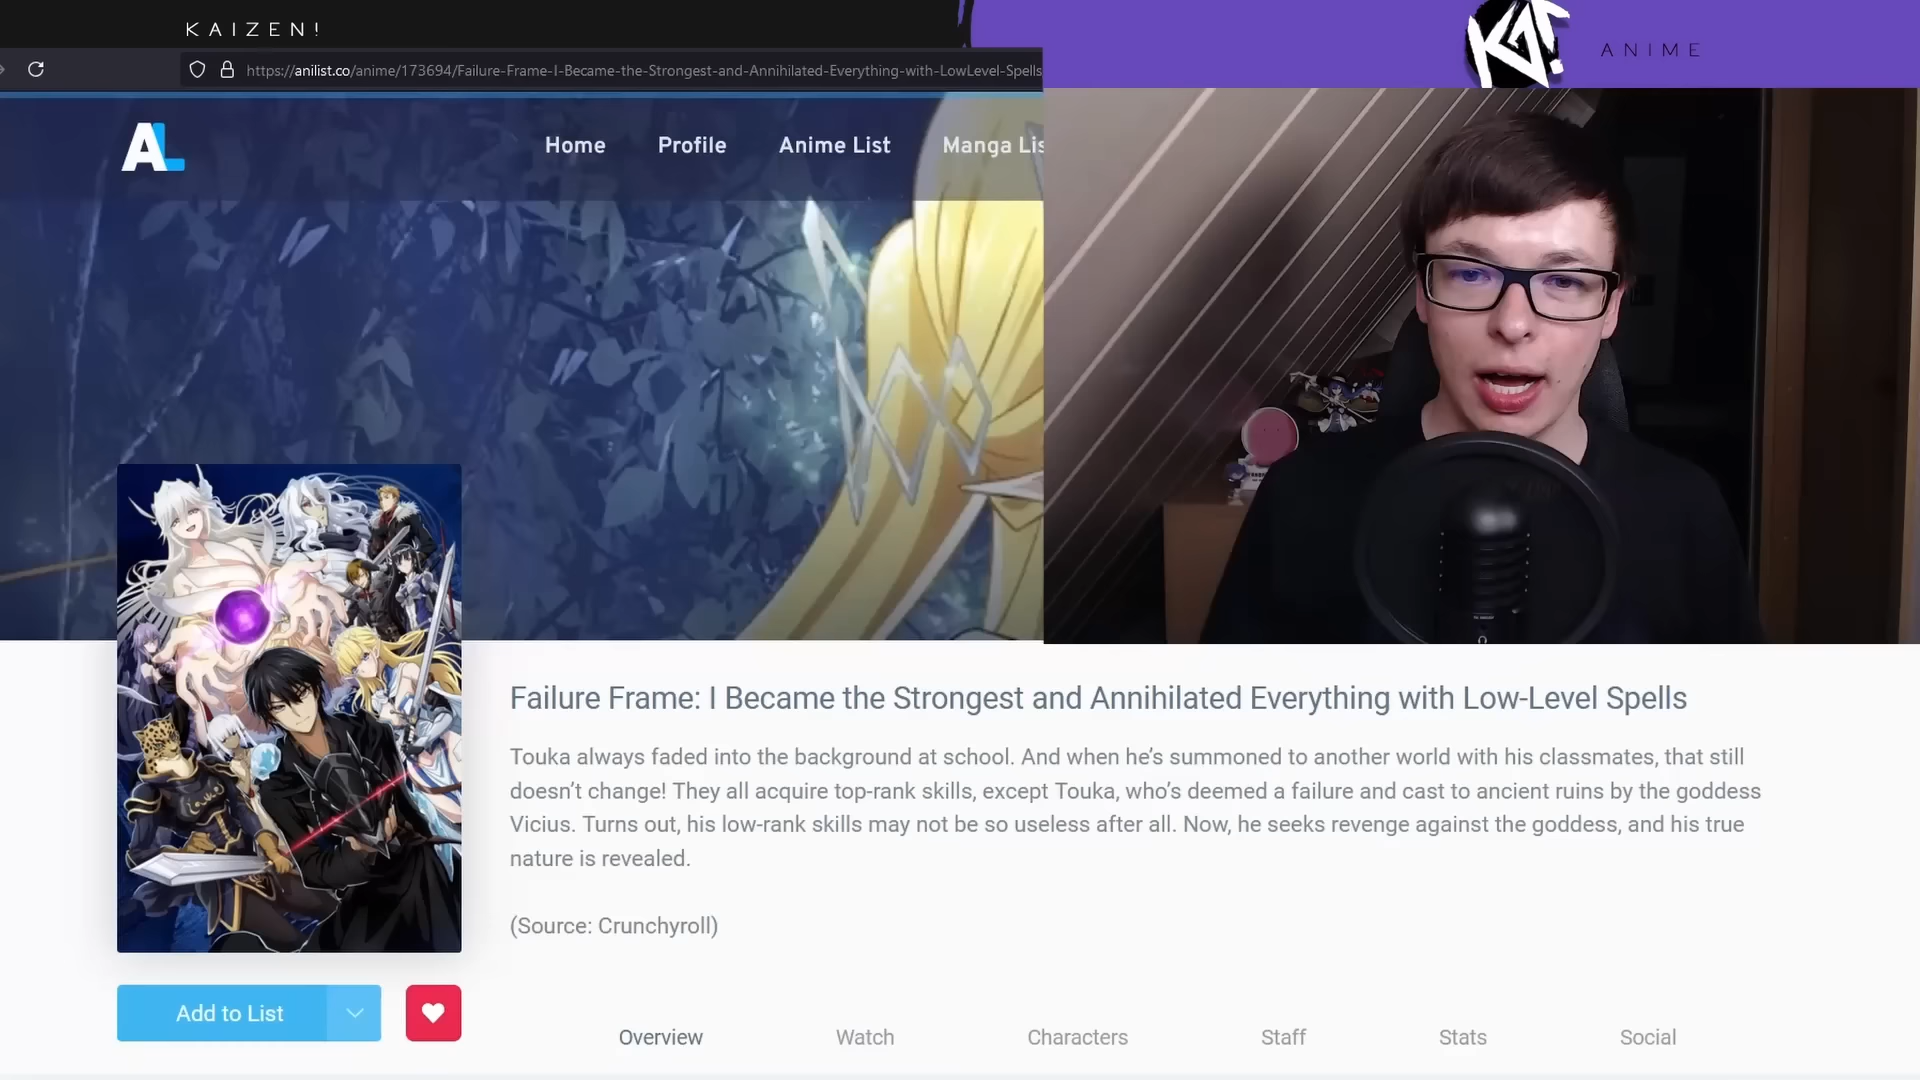 KAIZEN!
KAI!
ANIME
https://anilist.co/anime/173694/Failure-Frame-I-Became-the-Strongest-and-Annihilated-Everything-with-LowLevel-Spells
AL
Home Profile Anime List Manga Lis
Failure Frame: I Became the Strongest and Annihilated Everything with Low-Level Spells
Touka always faded into the background at school. And when he’s summoned to another world with his classmates, that still
doesn’t change! They all acquire top-rank skills, except Touka, who’s deemed a failure and cast to ancient ruins by the goddess
Vicius. Turns out, his low-rank skills may not be so useless after all. Now, he seeks revenge against the goddess, and his true
nature is revealed.
(Source: Crunchyroll)
Add to List
Overview Watch Characters Staff Stats Social